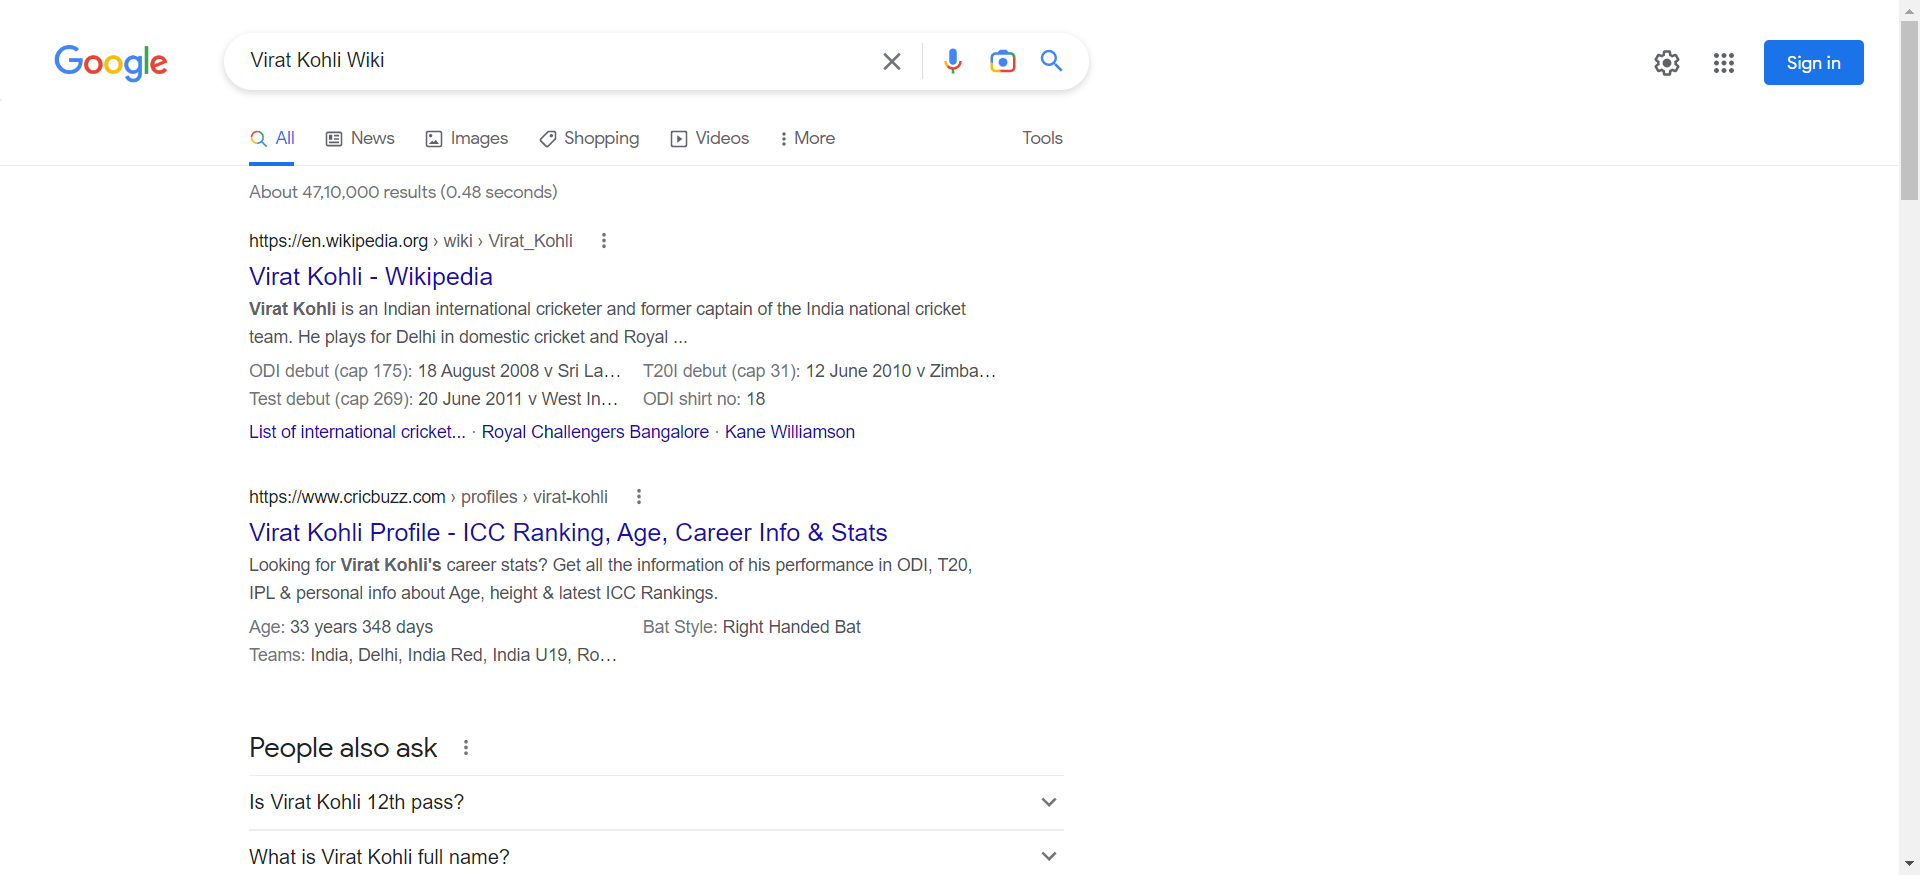 Google
Virat Kohli Wiki
Sign in
All
News
Images
Shopping
Videos
More
Tools
About 47,10,000 results (0.48 seconds)
https://en.wikipedia.org › wiki › Virat_Kohli
Virat Kohli - Wikipedia
Virat Kohli is an Indian international cricketer and former captain of the India national cricket
team. He plays for Delhi in domestic cricket and Royal ...
ODI debut (cap 175): 18 August 2008 v Sri La... T20I debut (cap 31): 12 June 2010 v Zimba...
Test debut (cap 269): 20 June 2011 v West In... ODI shirt no: 18
List of international cricket... · Royal Challengers Bangalore · Kane Williamson
https://www.cricbuzz.com › profiles › virat-kohli
Virat Kohli Profile - ICC Ranking, Age, Career Info & Stats
Looking for Virat Kohli's career stats? Get all the information of his performance in ODI, T20,
IPL & personal info about Age, height & latest ICC Rankings.
Age: 33 years 348 days Bat Style: Right Handed Bat
Teams: India, Delhi, India Red, India U19, Ro...
People also ask
Is Virat Kohli 12th pass?
What is Virat Kohli full name?